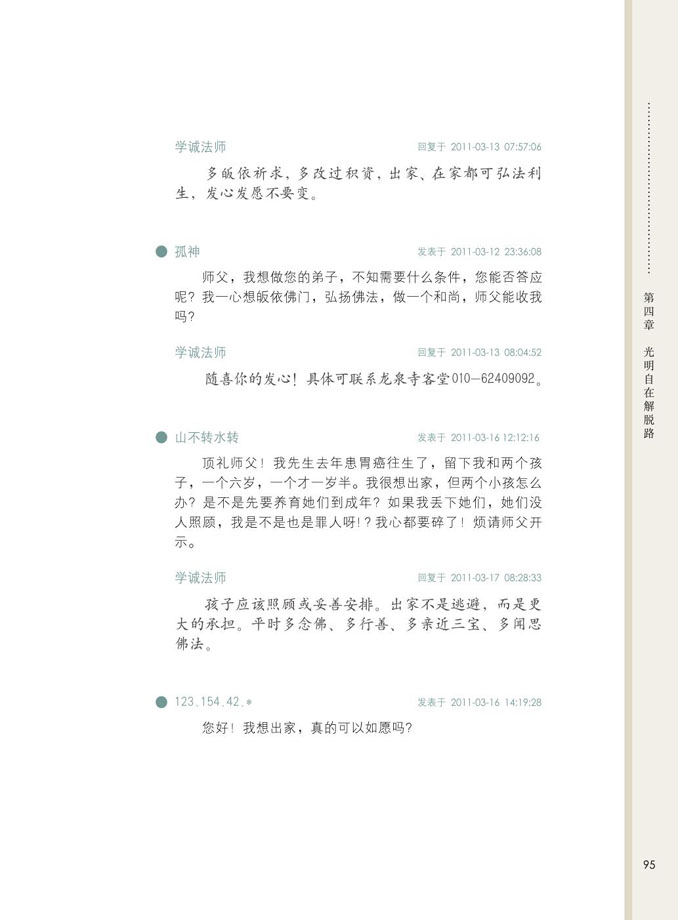 学诚法师 回复于 2011-03-13 07:57:06
多皈依祈求，多改过积资，出家、在家都可弘法利
生，发心发愿不要变。
孤神 发表于 2011-03-12 23:36:08
师父，我想做您的弟子，不知需要什么条件，您能否答应
呢？我一心想皈依佛门，弘扬佛法，做一个和尚，师父能收我
吗？
学诚法师 回复于 2011-03-13 08:04:52
随喜你的发心！具体可联系龙泉寺客堂010—62409092。
山不转水转 发表于 2011-03-16 12:12:16
顶礼师父！我先生去年患胃癌往生了，留下我和两个孩
子，一个六岁，一个才一岁半。我很想出家，但两个小孩怎么
办？是不是先要养育她们到成年？如果我丢下她们，她们没
人照顾，我是不是也是罪人呀！？我心都要碎了！烦请师父开
示。
学诚法师 回复于 2011-03-17 08:28:33
孩子应该照顾或妥善安排。出家不是逃避，而是更
大的承担。平时多念佛、多行善、多亲近三宝、多闻思
佛法。
123.154.42.* 发表于 2011-03-16 14:19:28
您好！我想出家，真的可以如愿吗？
第四章 光明自在解脱路
95